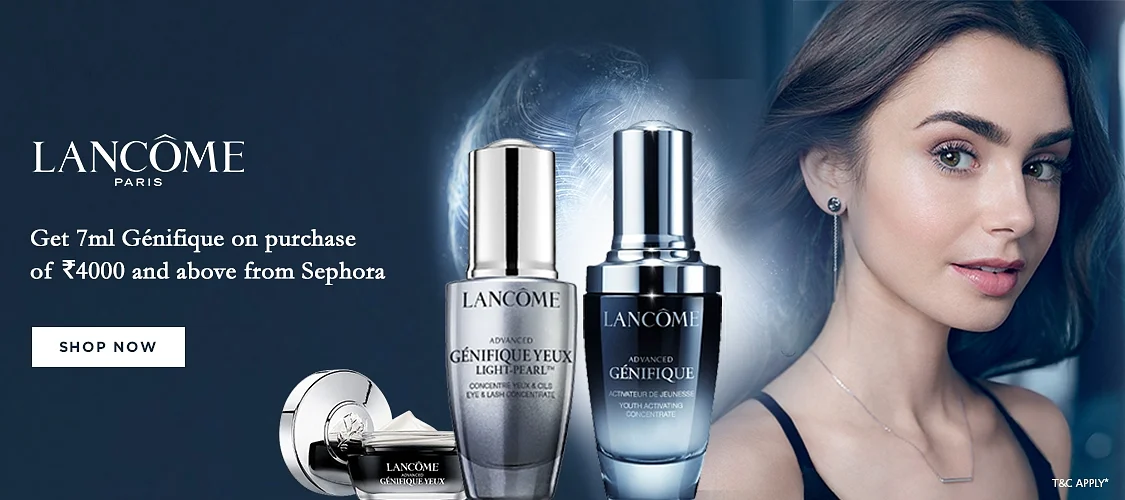 LANCÔME
PARIS
Get 7ml Génifique on purchase
of ₹4000 and above from Sephora
SHOP NOW
LANCÔME
ADVANCED
GÉNIFIQUE YEUX
LANCÔME
ADVANCED
GÉNIFIQUE YEUX
LIGHT-PEARL™
CONCENTRÉ YEUX & CILS
EYE & LASH CONCENTRATE
LANCÔME
ADVANCED
GÉNIFIQUE
ACTIVATEUR DE JEUNESSE
YOUTH ACTIVATING
CONCENTRATE
T&C APPLY*